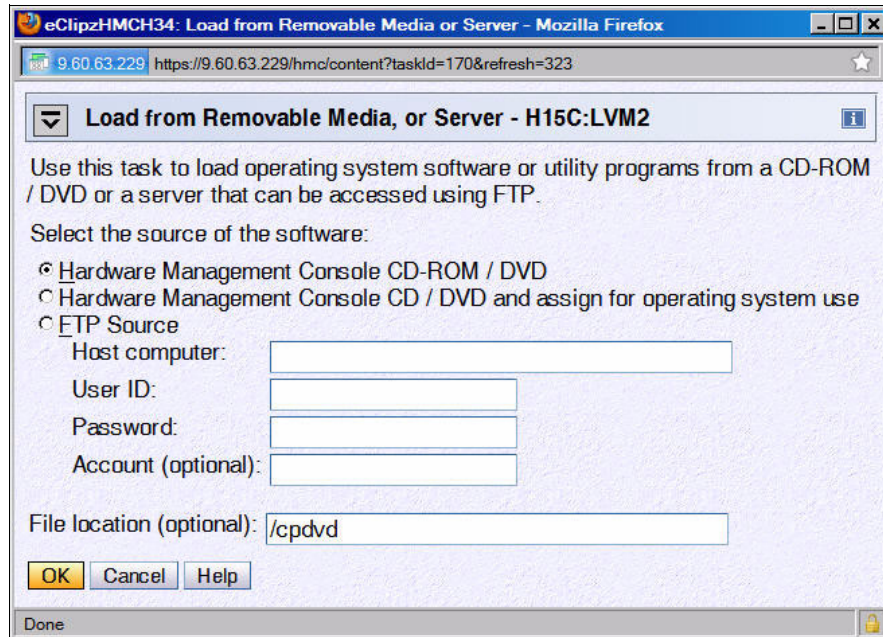 eClipzHMCH34: Load from Removable Media or Server - Mozilla Firefox
9.60.63.229 https://9.60.63.229/hmc/content?taskId=170&refresh=323
Load from Removable Media, or Server - H15C:LVM2
i
Use this task to load operating system software or utility programs from a CD-ROM
/ DVD or a server that can be accessed using FTP.
Select the source of the software:
Hardware Management Console CD-ROM / DVD
Hardware Management Console CD / DVD and assign for operating system use
FTP Source
Host computer:
User ID:
Password:
Account (optional):
File location (optional): /cpdvd
OK Cancel Help
Done